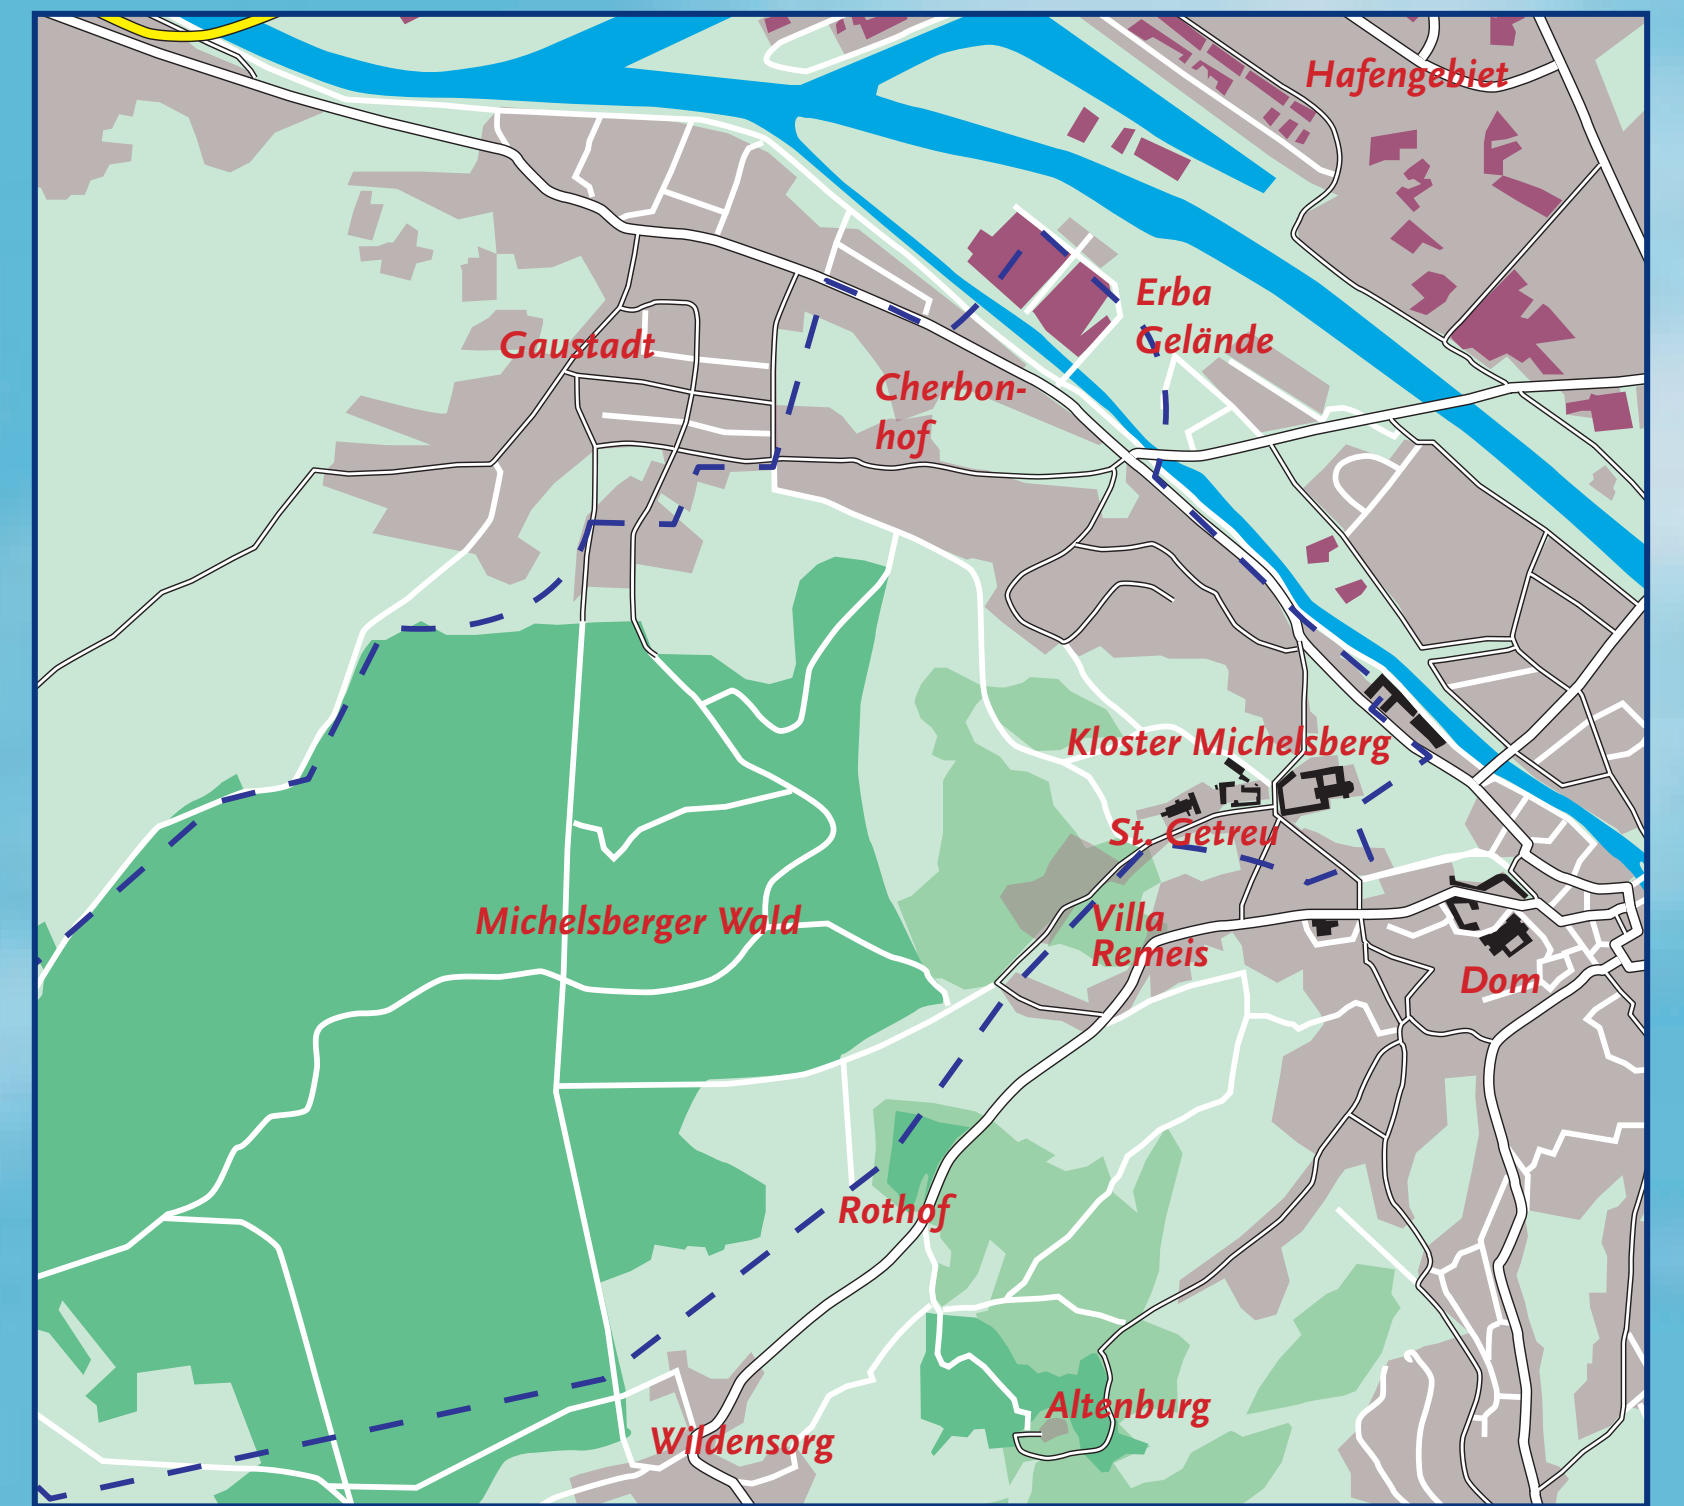 Hafengebiet
Erba
Gelände
Gaustadt
Cherbon-
hof
Kloster Michelsberg
St. Getreu
Michelsberger Wald
Villa
Remeis
Dom
Rothof
Altenburg
Wildensorg